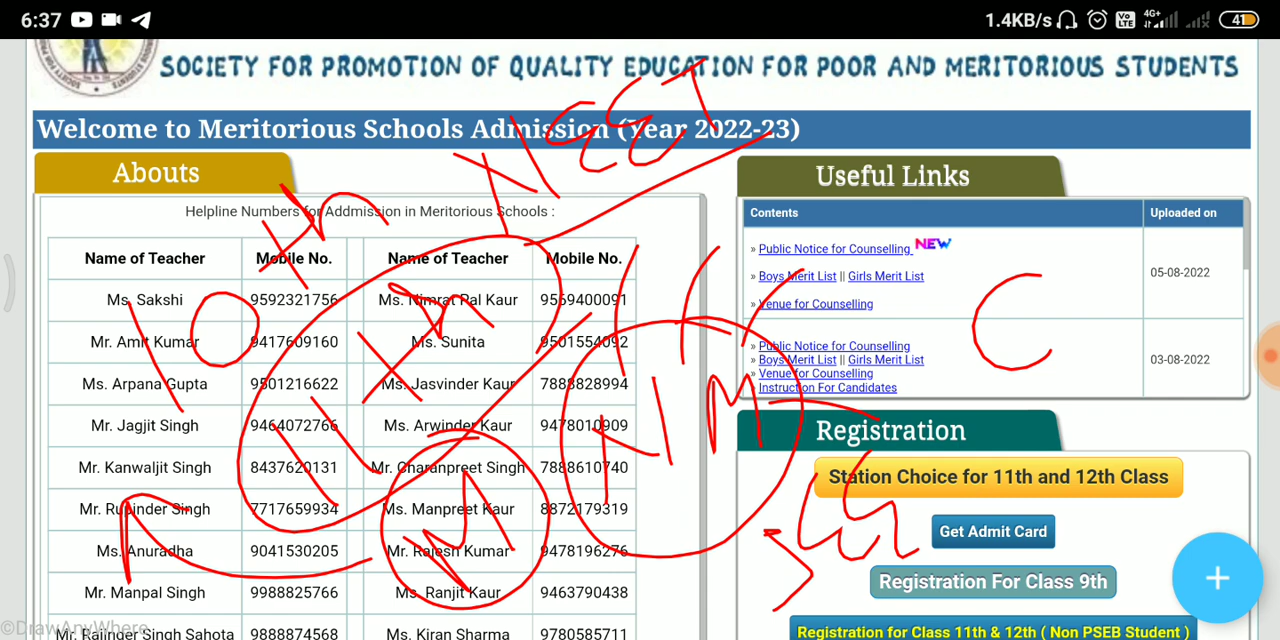 6:37 1.4KB/s Vo LTE 4G+ 41
SOCIETY FOR PROMOTION OF QUALITY EDUCATION FOR POOR AND MERITORIOUS STUDENTS
Welcome to Meritorious Schools Admission (Year 2022-23)
Abouts
Helpline Numbers for Addmission in Meritorious Schools :
Name of Teacher Mobile No. Name of Teacher Mobile No.
Ms. Sakshi 9592321756 Ms. Nimrat Pal Kaur 9569400091
Mr. Amit Kumar 9417609160 Ms. Sunita 9501554092
Ms. Arpana Gupta 9501216622 Ms. Jasvinder Kaur 7888828994
Mr. Jagjit Singh 9464072766 Ms. Arwinder Kaur 9478010909
Mr. Kanwaljit Singh 8437620131 Mr. Charanpreet Singh 7888610740
Mr. Rupinder Singh 7717659934 Ms. Manpreet Kaur 8872179319
Ms. Anuradha 9041530205 Mr. Rajesh Kumar 9478196276
Mr. Manpal Singh 9988825766 Ms. Ranjit Kaur 9463790438
Mr. Rajinder Singh Sahota 9888874568 Ms. Kiran Sharma 9780585711
Useful Links
Contents Uploaded on
» Public Notice for Counselling NEW
» Boys Merit List || Girls Merit List 05-08-2022
» Venue for Counselling
» Public Notice for Counselling
» Boys Merit List || Girls Merit List 03-08-2022
» Venue for Counselling
» Instruction For Candidates
Registration
Station Choice for 11th and 12th Class
Get Admit Card
Registration For Class 9th
Registration for Class 11th & 12th ( Non PSEB Student )
+
NEET
10
M
C
©DrawAnyWhere